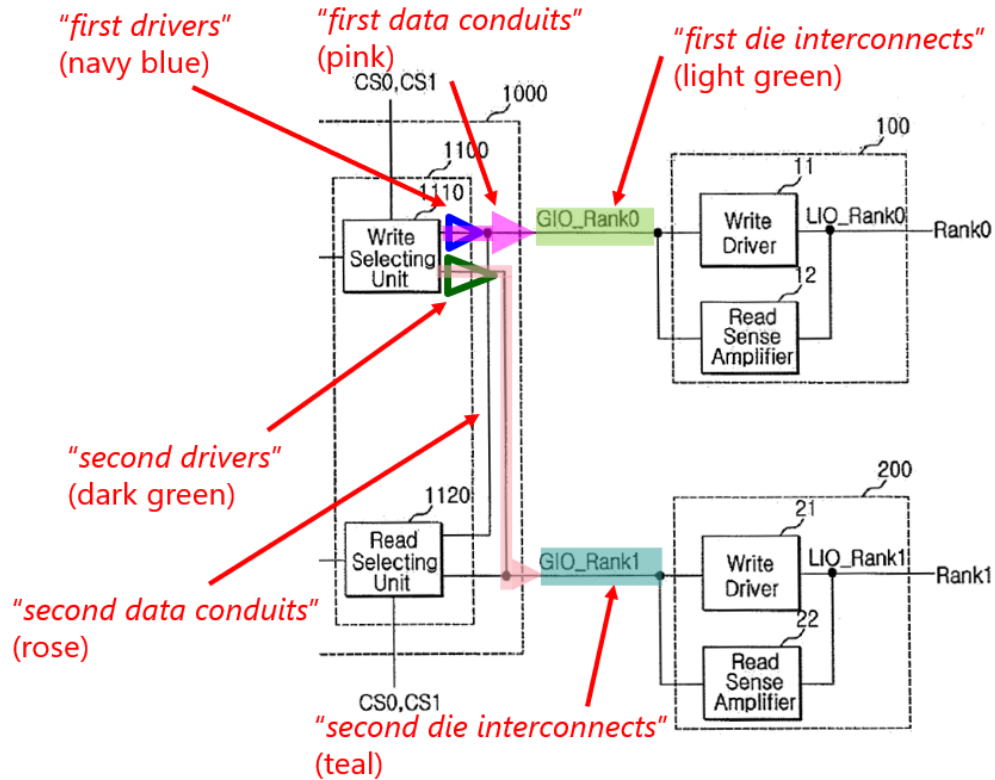 "first drivers"
(navy blue)
"first data conduits"
(pink)
"first die interconnects"
(light green)
CS0,CS1
1000
100
1100
1110
11
Write
Selecting
Unit
GIO_Rank0
Write
Driver
LIO_Rank0
Rank0
12
Read
Sense
Amplifier
"second drivers"
(dark green)
1120
200
21
Read
Selecting
Unit
GIO_Rank1
Write
Driver
LIO_Rank1
Rank1
22
"second data conduits"
(rose)
Read
Sense
Amplifier
CS0,CS1
"second die interconnects"
(teal)